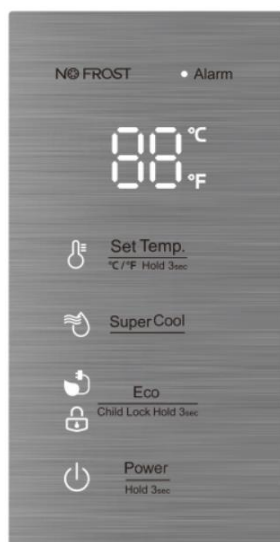 NO FROST • Alarm
88 °C
°F
Set Temp.
°C/°F Hold 3sec
Super Cool
Eco
Child Lock Hold 3sec
Power
Hold 3sec